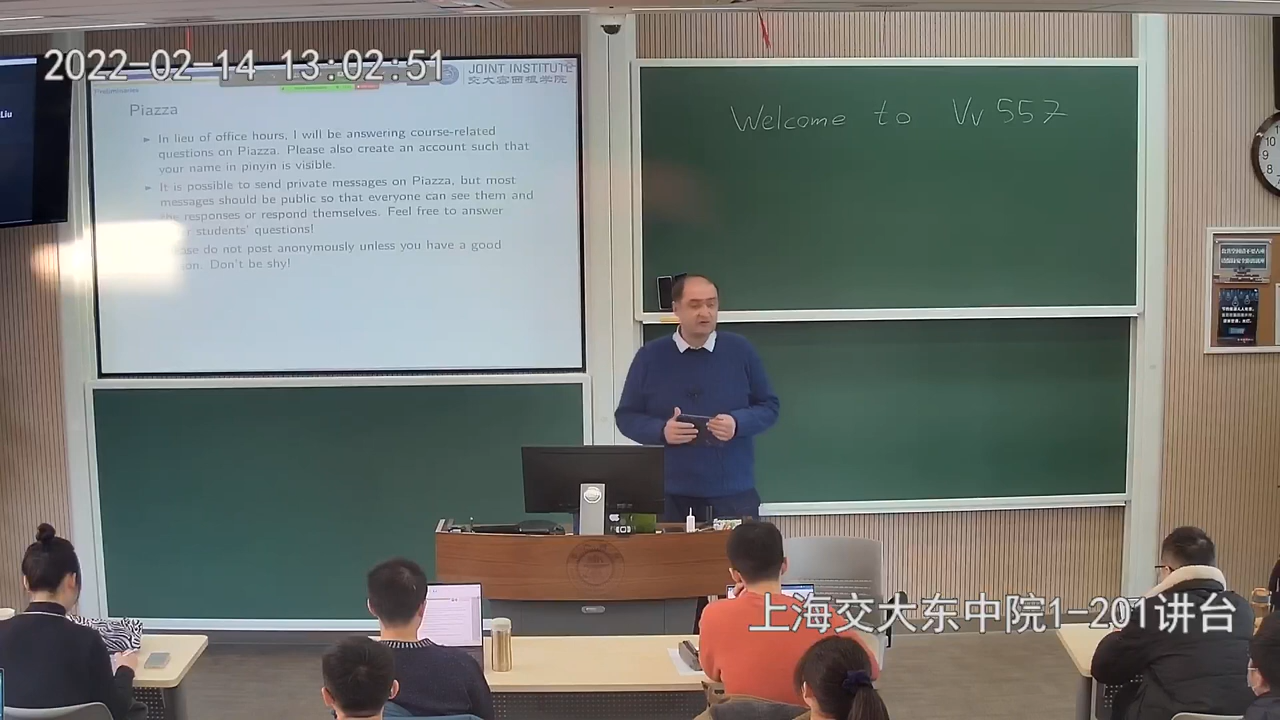 2022-02-14 13:02:51
JOINT INSTITUTE
交大密西根学院
Preliminaries
Liu
Piazza
In lieu of office hours, I will be answering course-related
questions on Piazza. Please also create an account such that
your name in pinyin is visible.
It is possible to send private messages on Piazza, but most
messages should be public so that everyone can see them and
responses or respond themselves. Feel free to answer
students' questions!
do not post anonymously unless you have a good
Don't be shy!
Welcome to Vv557
10
9
8
上海交大东中院1-201讲台